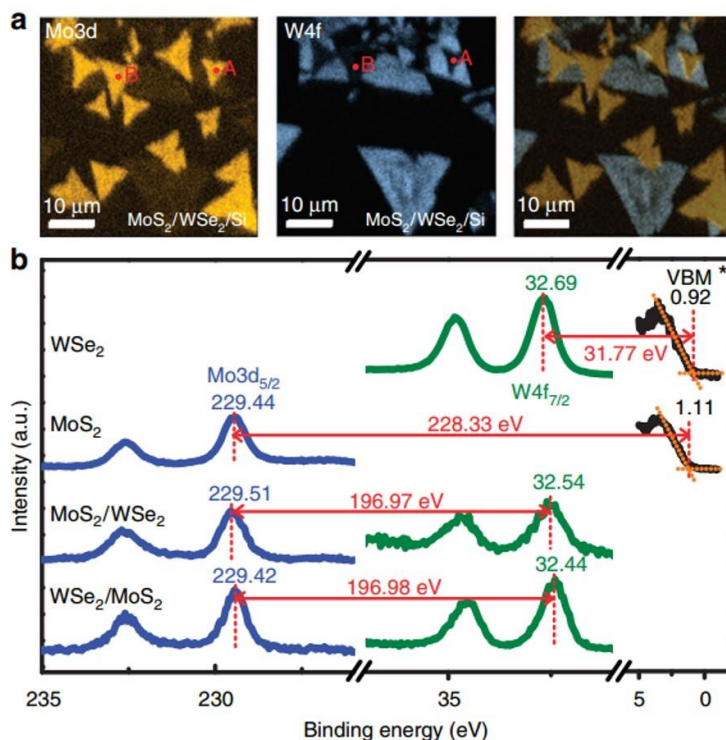 a
Mo3d
B
A
10 μm
MoS₂/WSe₂/Si
W4f
B
A
10 μm
MoS₂/WSe₂/Si
10 μm
b
VBM *
32.69
0.92
WSe₂
31.77 eV
Mo3d₅/₂
W4f₇/₂
229.44
1.11
MoS₂
228.33 eV
229.51
196.97 eV
32.54
MoS₂/WSe₂
229.42
32.44
WSe₂/MoS₂
196.98 eV
Intensity (a.u.)
235
230
35
5
0
Binding energy (eV)